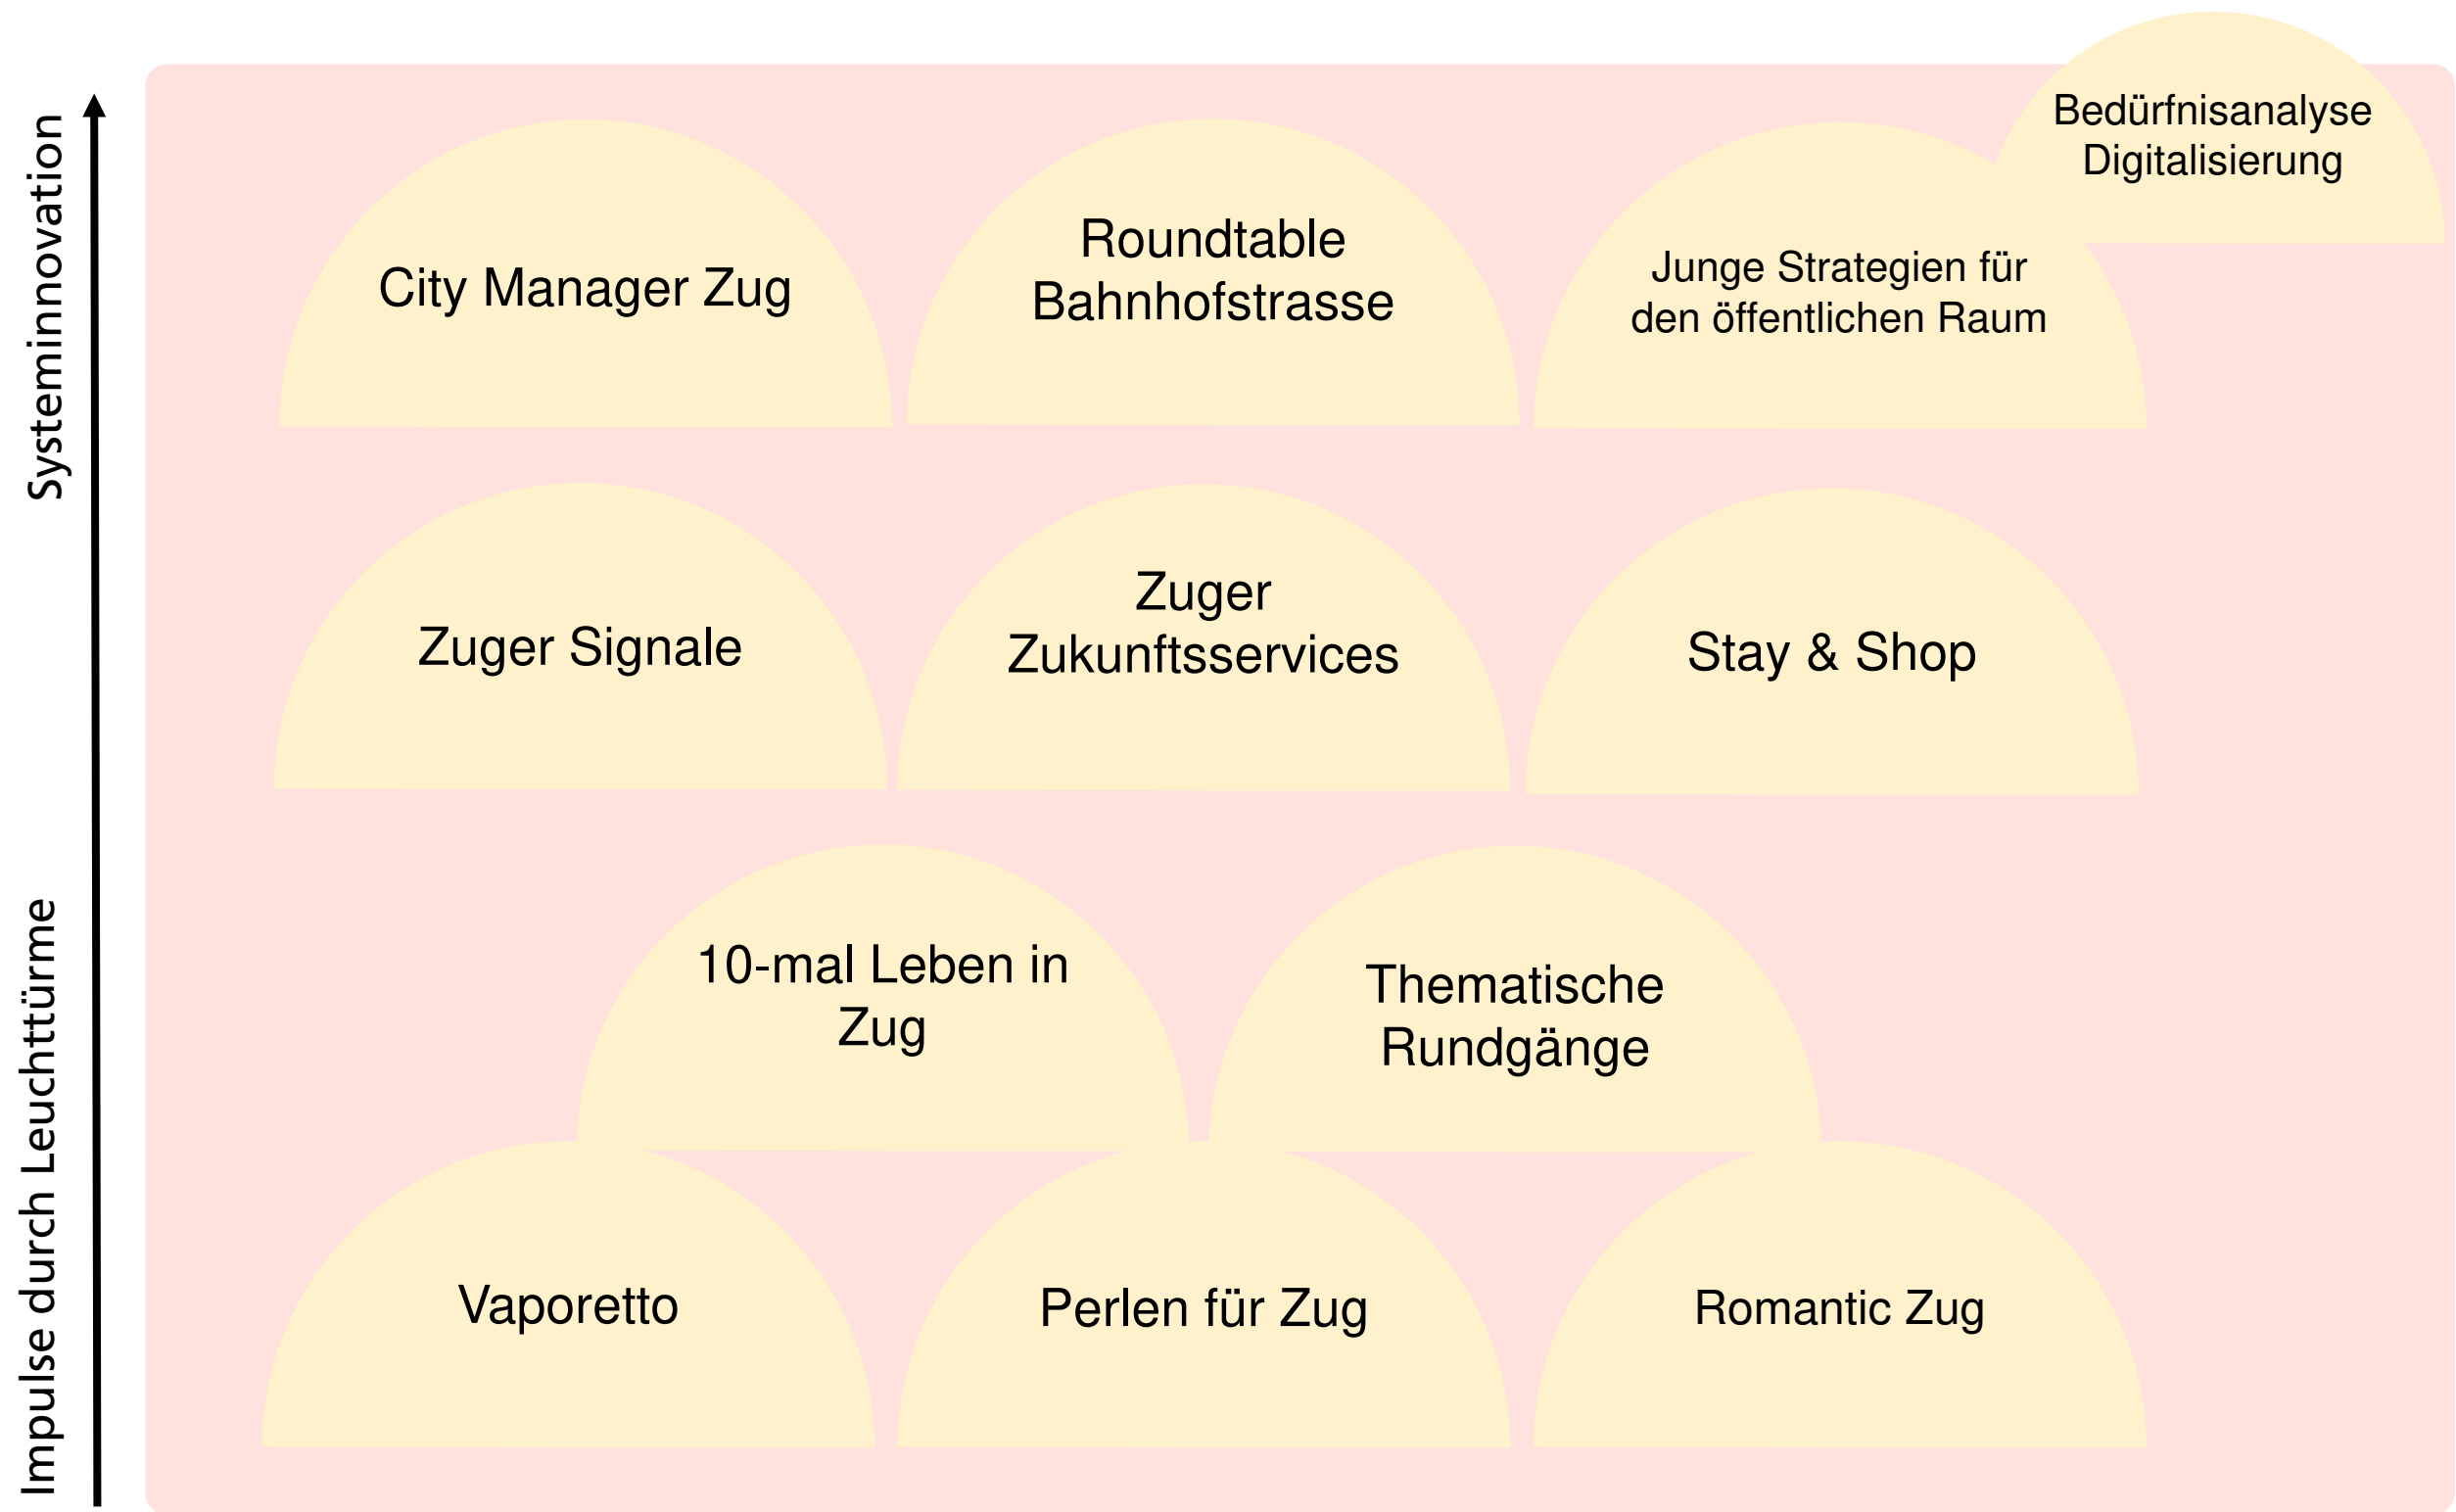 Systeminnovation
Impulse durch Leuchttürme
Bedürfnisanalyse
Digitalisierung
City Manager Zug
Roundtable
Bahnhofstrasse
Junge Strategien für
den öffentlichen Raum
Zuger Signale
Zuger
Zukunftsservices
Stay & Shop
10-mal Leben in
Zug
Thematische
Rundgänge
Vaporetto
Perlen für Zug
Romantic Zug